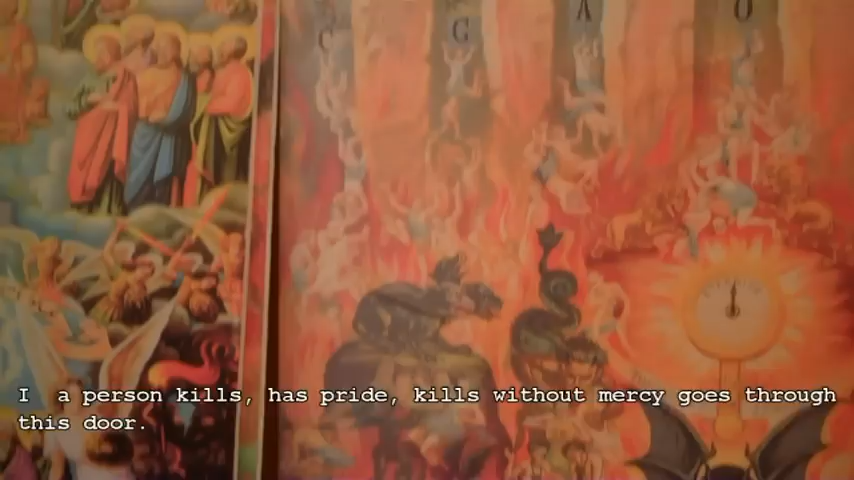 C G A O
I  a person kills, has pride, kills without mercy goes through
this door.